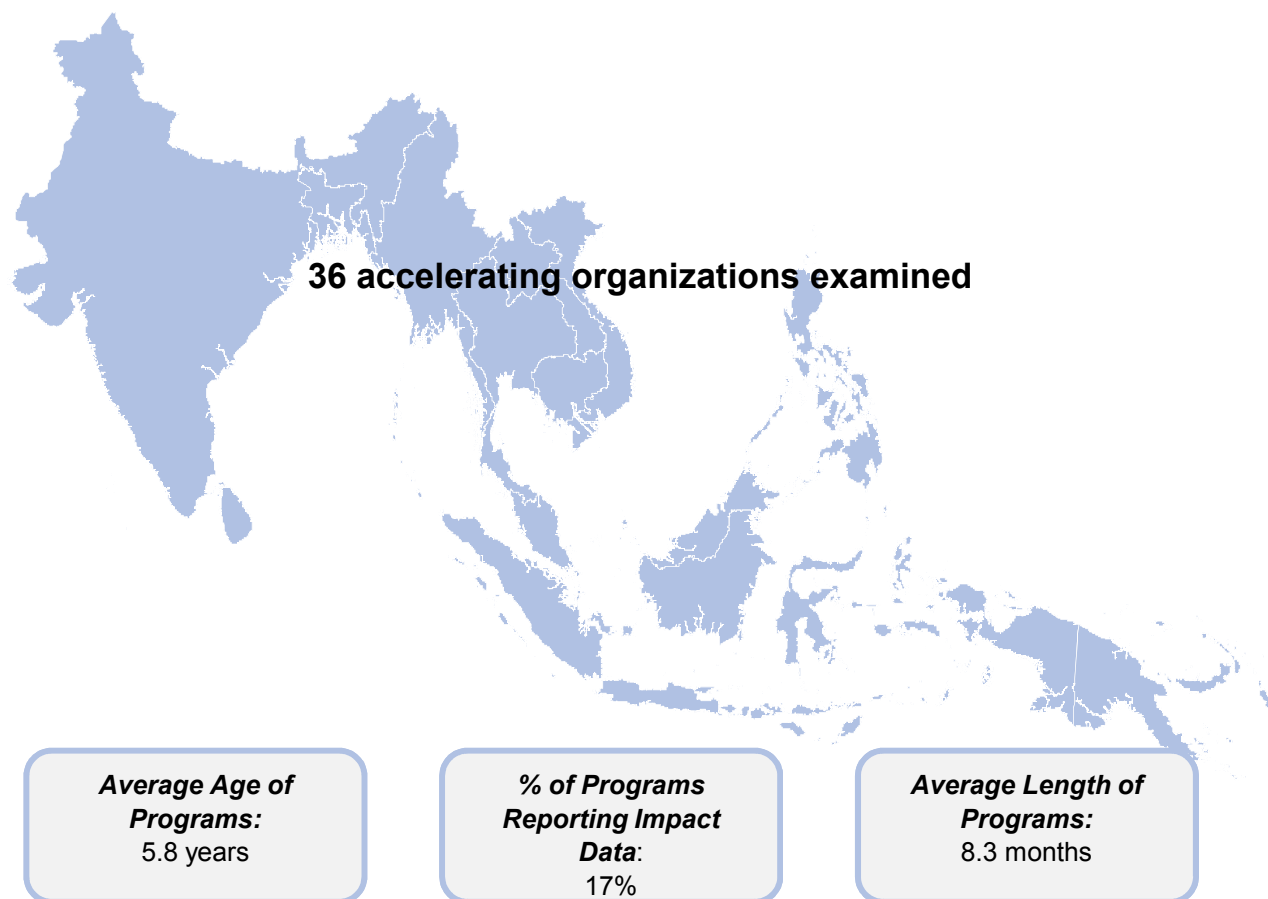 36 accelerating organizations examined
Average Age of
Programs:
5.8 years
% of Programs
Reporting Impact
Data:
17%
Average Length of
Programs:
8.3 months